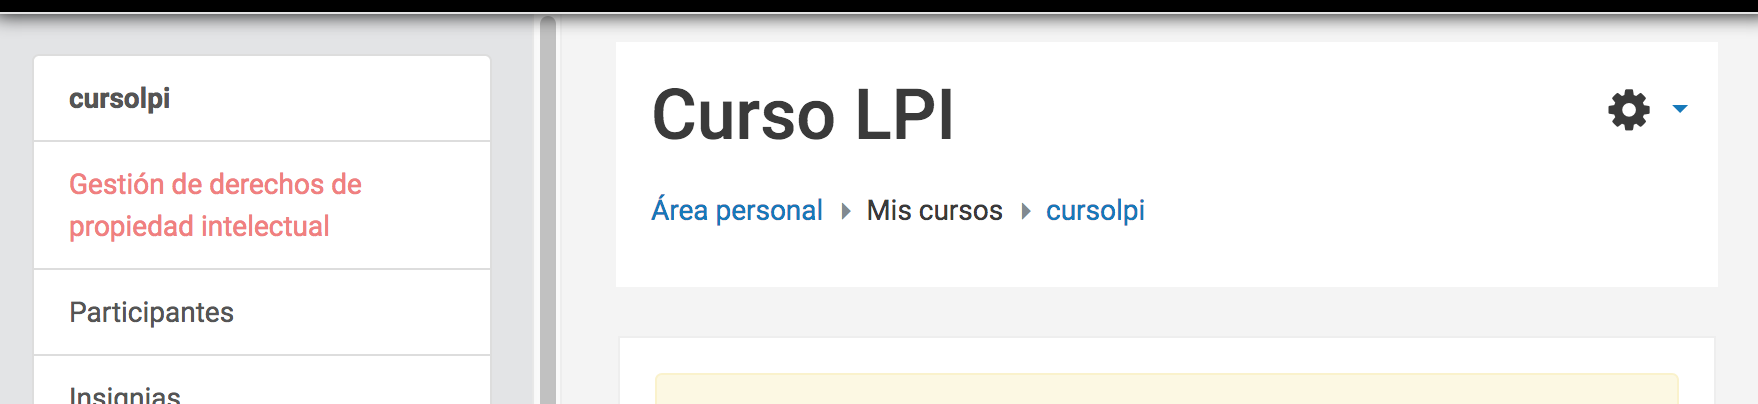 cursolpi
Gestión de derechos de
propiedad intelectual
Participantes
Insignias
Curso LPI
Área personal
Mis cursos
cursolpi